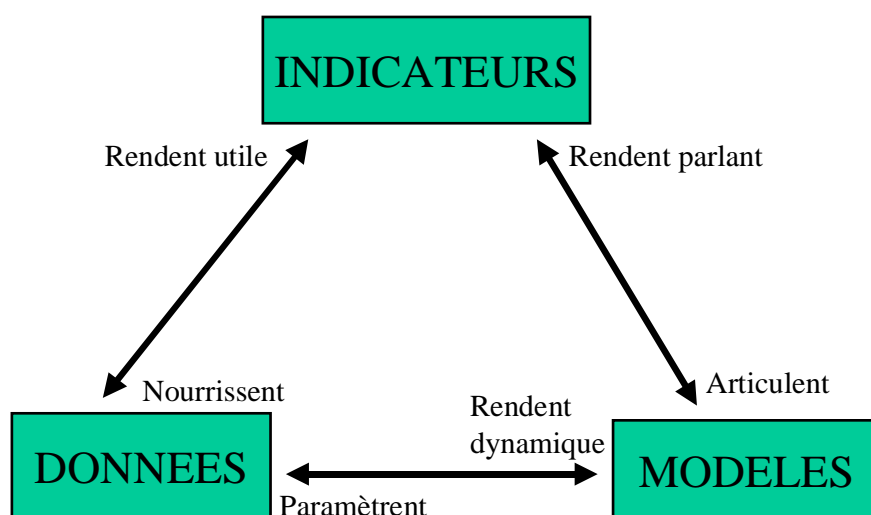 INDICATEURS
Rendent utile
Rendent parlant
Nourrissent
Articulent
Rendent
dynamique
DONNEES
MODELES
Paramètrent